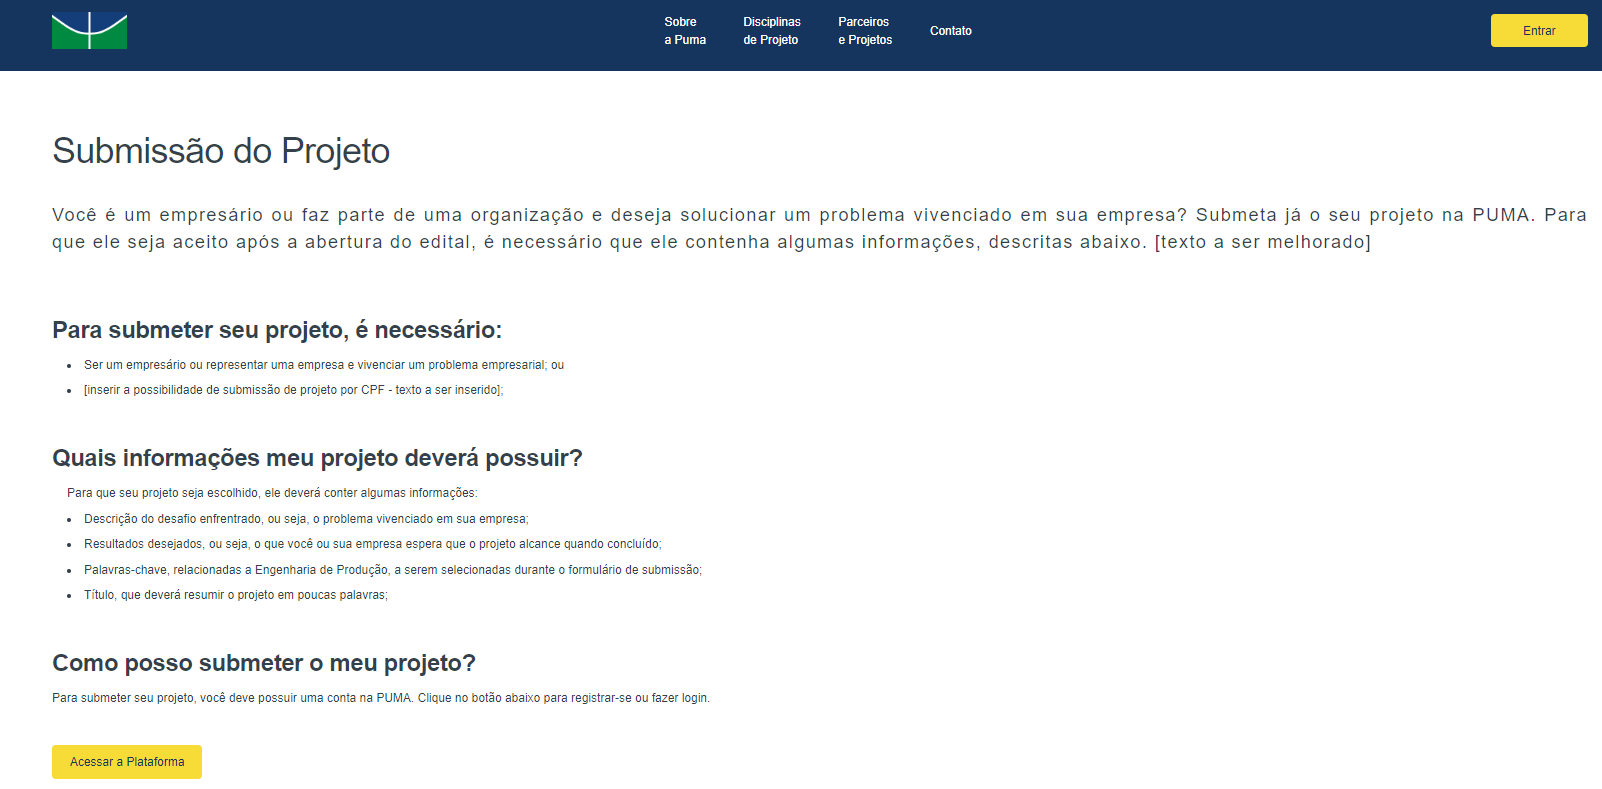 Sobre
a Puma
Disciplinas
de Projeto
Parceiros
e Projetos
Contato
Entrar
Submissão do Projeto
Você é um empresário ou faz parte de uma organização e deseja solucionar um problema vivenciado em sua empresa? Submeta já o seu projeto na PUMA. Para
que ele seja aceito após a abertura do edital, é necessário que ele contenha algumas informações, descritas abaixo. [texto a ser melhorado]
Para submeter seu projeto, é necessário:
• Ser um empresário ou representar uma empresa e vivenciar um problema empresarial; ou
• [inserir a possibilidade de submissão de projeto por CPF - texto a ser inserido];
Quais informações meu projeto deverá possuir?
Para que seu projeto seja escolhido, ele deverá conter algumas informações:
• Descrição do desafio enfrentrado, ou seja, o problema vivenciado em sua empresa;
• Resultados desejados, ou seja, o que você ou sua empresa espera que o projeto alcance quando concluído;
• Palavras-chave, relacionadas a Engenharia de Produção, a serem selecionadas durante o formulário de submissão;
• Título, que deverá resumir o projeto em poucas palavras;
Como posso submeter o meu projeto?
Para submeter seu projeto, você deve possuir uma conta na PUMA. Clique no botão abaixo para registrar-se ou fazer login.
Acessar a Plataforma